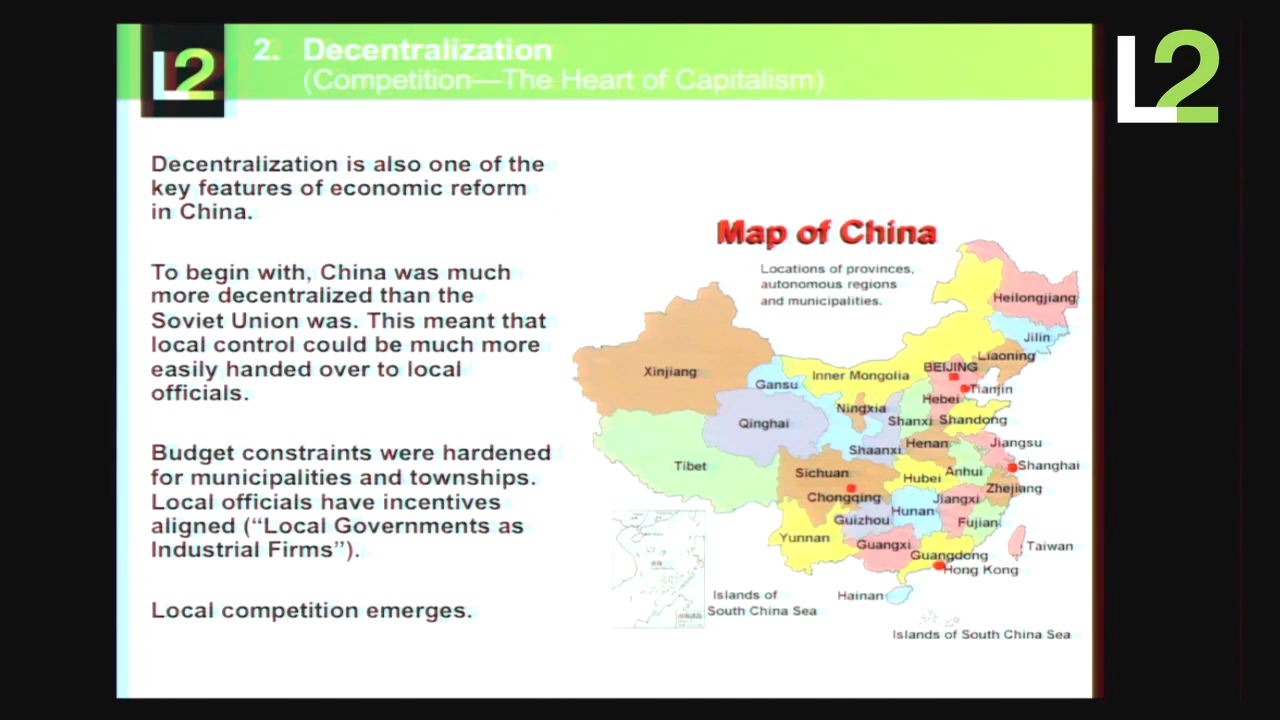 L2
2. Decentralization
(Competition—The Heart of Capitalism)
L2
Decentralization is also one of the
key features of economic reform
in China.
To begin with, China was much
more decentralized than the
Soviet Union was. This meant that
local control could be much more
easily handed over to local
officials.
Budget constraints were hardened
for municipalities and townships.
Local officials have incentives
aligned (“Local Governments as
Industrial Firms”).
Local competition emerges.
Map of China
Locations of provinces,
autonomous regions
and municipalities.
Heilongjiang
Jilin
Liaoning
BEIJING
Xinjiang
Inner Mongolia
Gansu
Tianjin
Hebei
Ningxia
Shanxi
Shandong
Qinghai
Henan
Jiangsu
Shaanxi
Tibet
Shanghai
Sichuan
Anhui
Hubei
Zhejiang
Chongqing
Jiangxi
Hunan
Guizhou
Fujian
Yunnan
Guangxi
Taiwan
Guangdong
Hong Kong
Islands of
South China Sea
Hainan
Islands of South China Sea